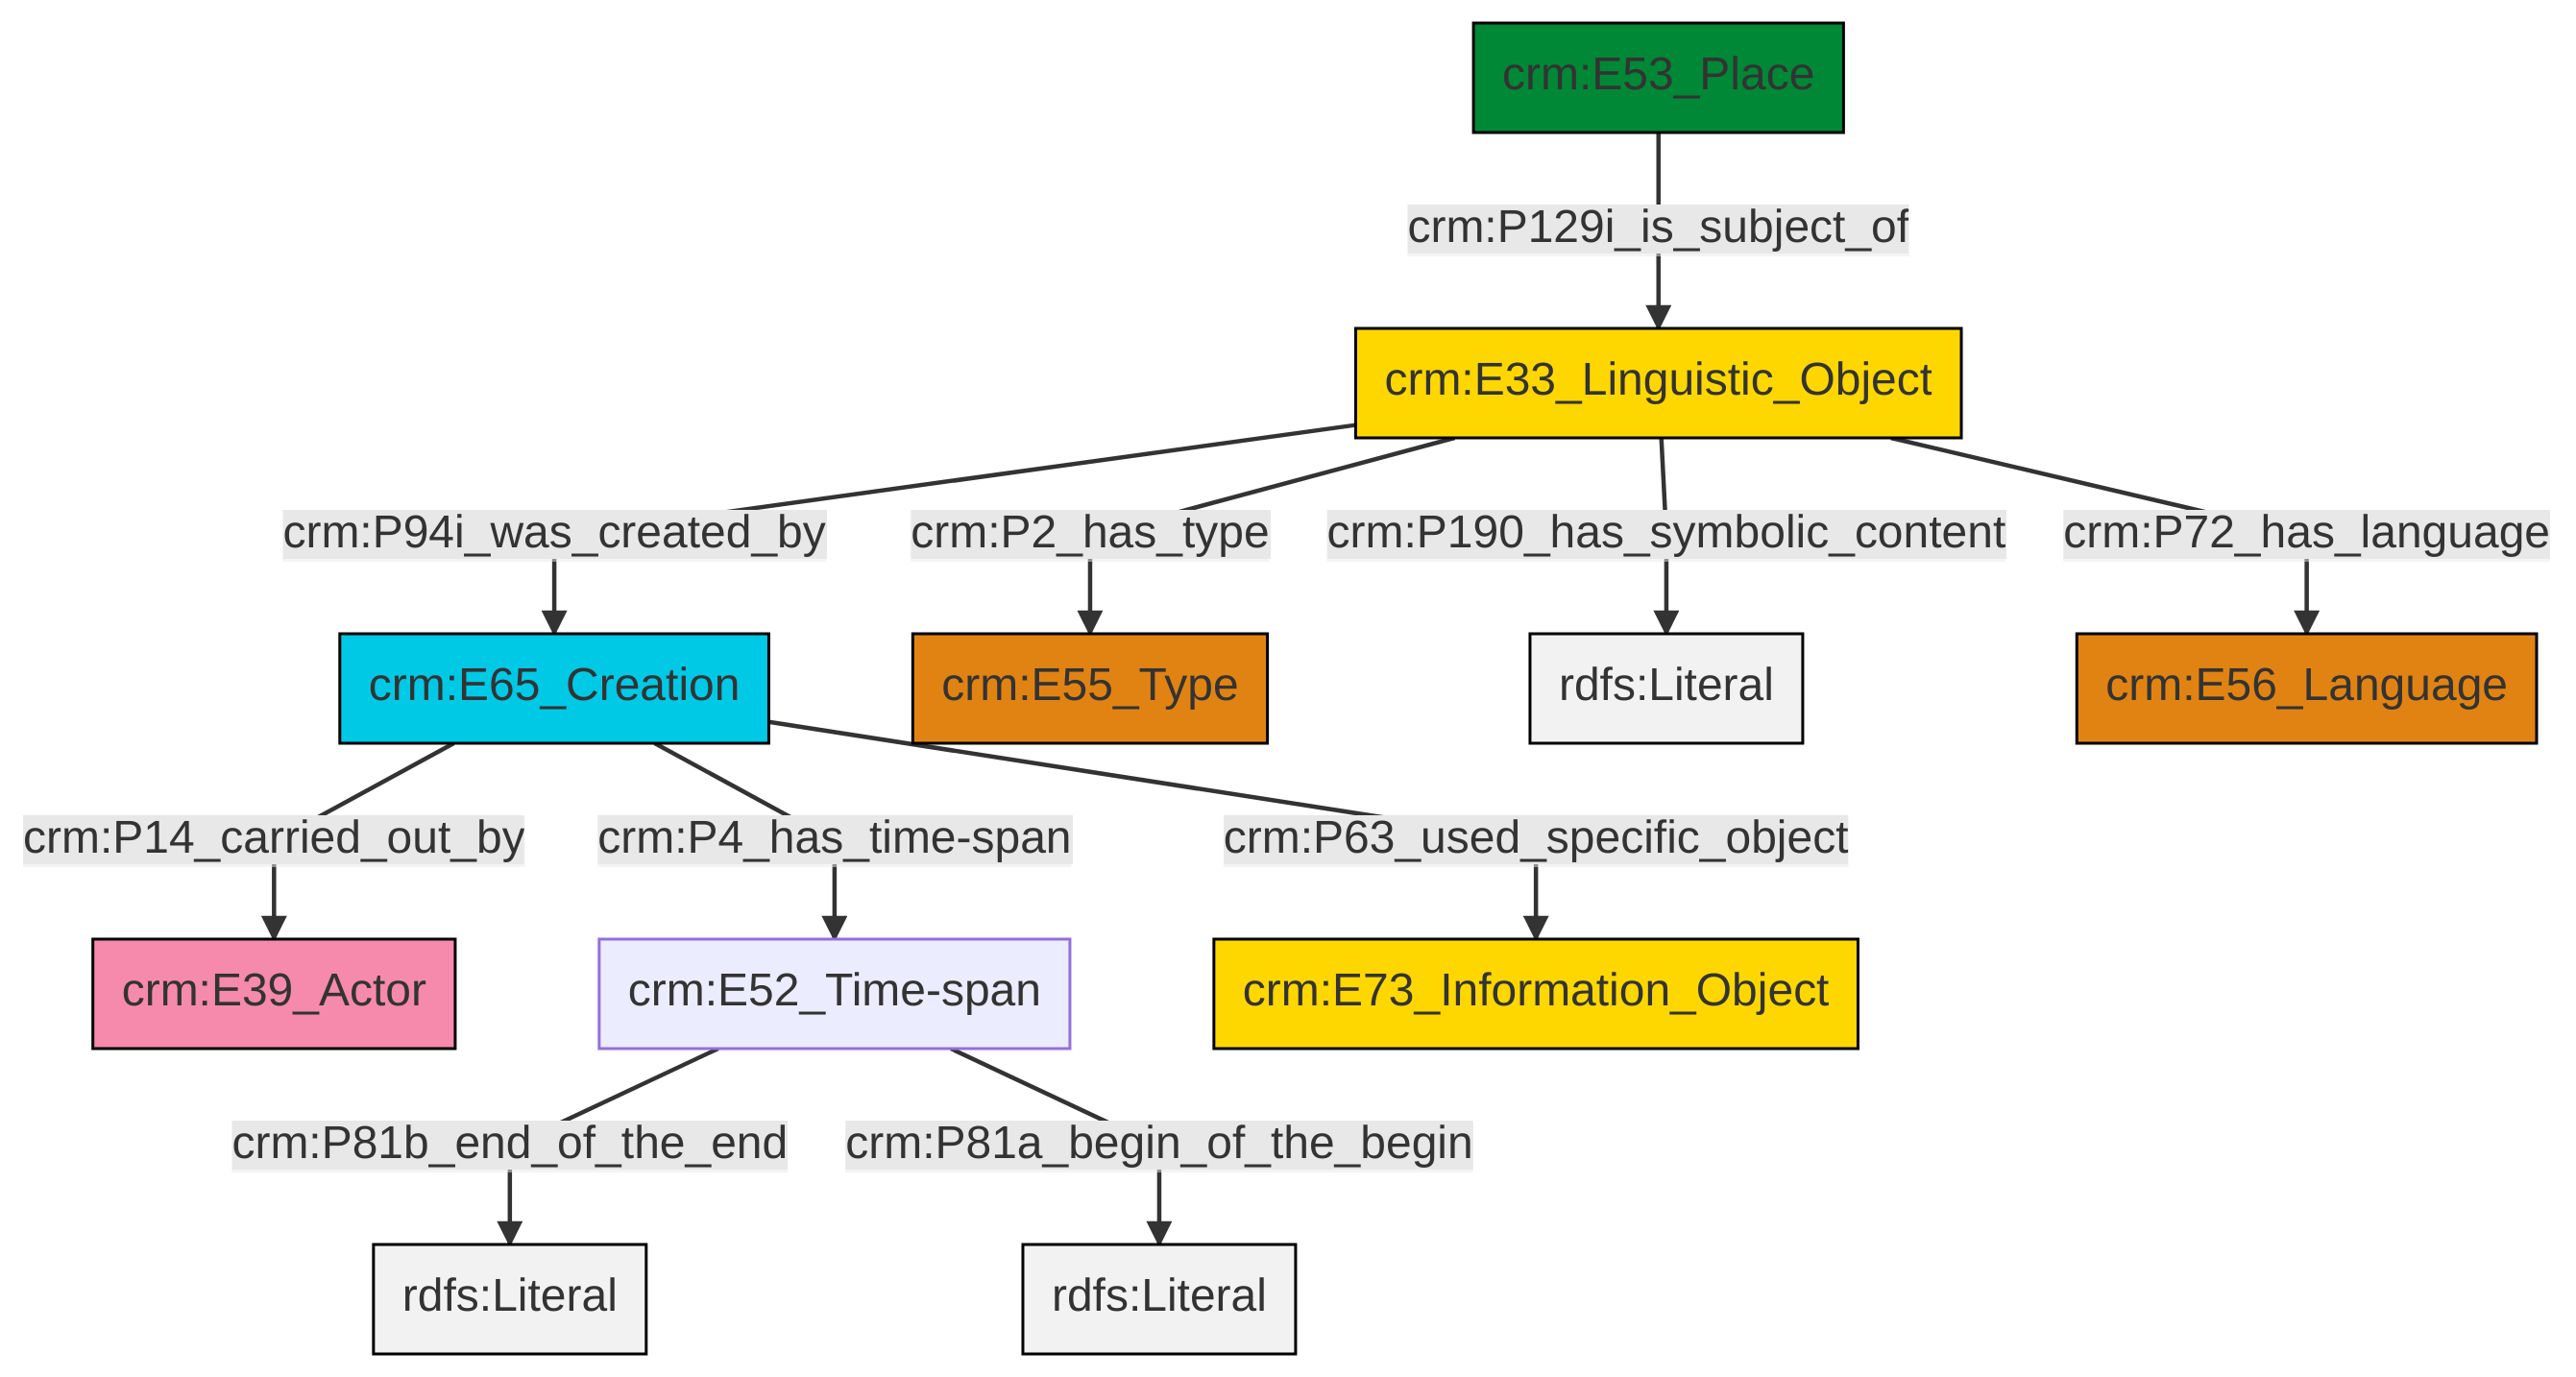 crm:E53_Place
crm:P129i_is_subject_of
crm:E33_Linguistic_Object
crm:P94i_was_created_by
crm:P2_has_type
crm:P190_has_symbolic_content
crm:P72_has_language
crm:E65_Creation
crm:E55_Type
rdfs:Literal
crm:E56_Language
crm:P14_carried_out_by
crm:P4_has_time-span
crm:P63_used_specific_object
crm:E39_Actor
crm:E52_Time-span
crm:E73_Information_Object
crm:P81b_end_of_the_end
crm:P81a_begin_of_the_begin
rdfs:Literal
rdfs:Literal